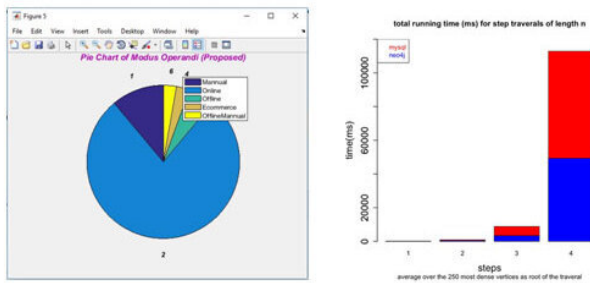 Figure 5
File Edit View Insert Tools Desktop Window Help
Pie Chart of Modus Operandi (Proposed)
1
6
4
Mannual
Online
Offline
Ecommerce
OfflineMannual
2
total running time (ms) for step traverals of length n
mysql
neo4j
time(ms)
100000
60000
20000
0
1 2 3 4
steps
average over the 250 most dense vertices as root of the traveral